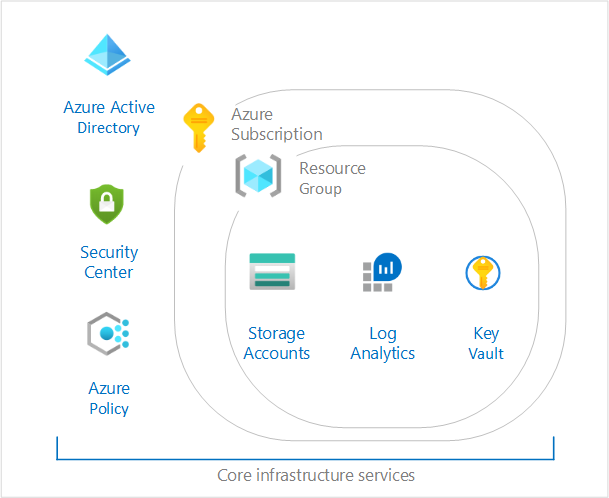 Azure Active
Directory
Azure
Subscription
Resource
Group
Security
Center
Storage
Accounts
Log
Analytics
Key
Vault
Azure
Policy
Core infrastructure services